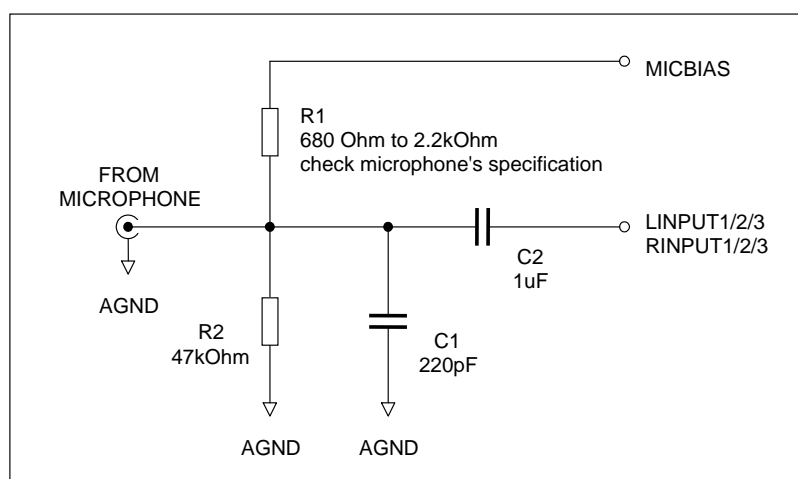 MICBIAS
R1
680 Ohm to 2.2kOhm
check microphone's specification
FROM
MICROPHONE
LINPUT1/2/3
RINPUT1/2/3
C2
1uF
AGND
R2
47kOhm
C1
220pF
AGND
AGND